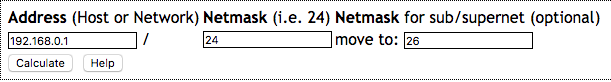 Address (Host or Network) Netmask (i.e. 24) Netmask for sub/supernet (optional)
192.168.0.1 / 24 move to: 26
Calculate Help